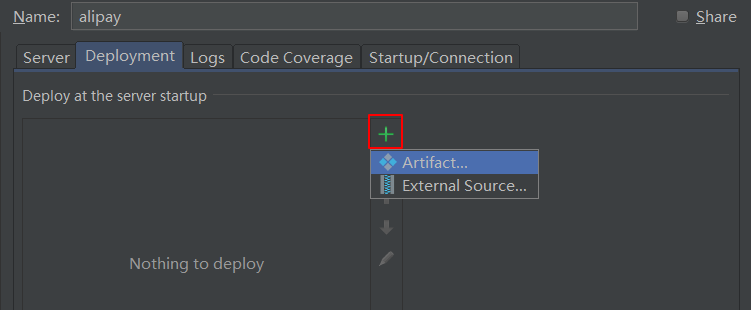 Name: alipay Share
Server Deployment Logs Code Coverage Startup/Connection
Deploy at the server startup
Artifact...
External Source...
Nothing to deploy